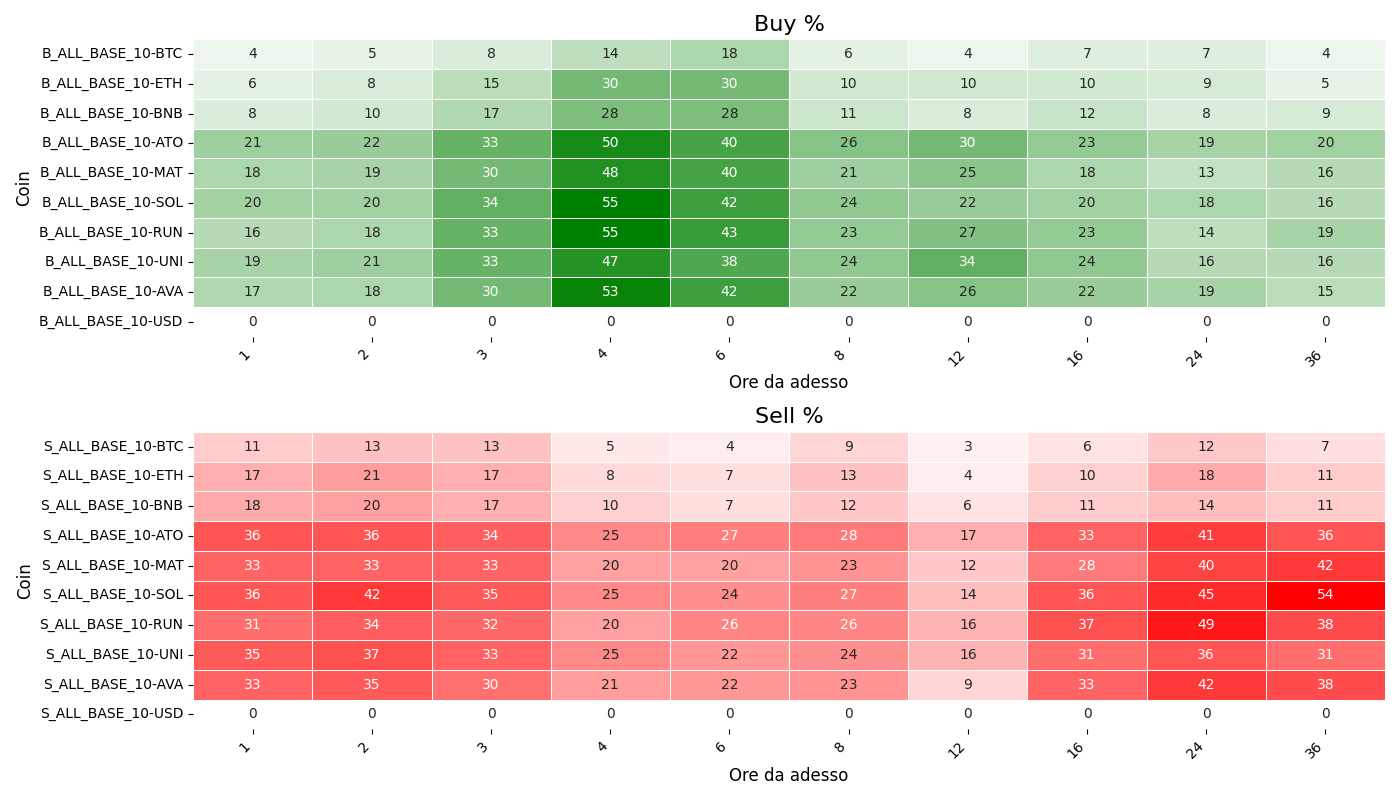 Buy %
B_ALL_BASE_10-BTC 4 5 8 14 18 6 4 7 7 4
B_ALL_BASE_10-ETH 6 8 15 30 30 10 10 10 9 5
B_ALL_BASE_10-BNB 8 10 17 28 28 11 8 12 8 9
B_ALL_BASE_10-ATO 21 22 33 50 40 26 30 23 19 20
B_ALL_BASE_10-MAT 18 19 30 48 40 21 25 18 13 16
B_ALL_BASE_10-SOL 20 20 34 55 42 24 22 20 18 16
B_ALL_BASE_10-RUN 16 18 33 55 43 23 27 23 14 19
B_ALL_BASE_10-UNI 19 21 33 47 38 24 34 24 16 16
B_ALL_BASE_10-AVA 17 18 30 53 42 22 26 22 19 15
B_ALL_BASE_10-USD 0 0 0 0 0 0 0 0 0 0
Coin
1 2 3 4 6 8 12 16 24 36
Ore da adesso
Sell %
S_ALL_BASE_10-BTC 11 13 13 5 4 9 3 6 12 7
S_ALL_BASE_10-ETH 17 21 17 8 7 13 4 10 18 11
S_ALL_BASE_10-BNB 18 20 17 10 7 12 6 11 14 11
S_ALL_BASE_10-ATO 36 36 34 25 27 28 17 33 41 36
S_ALL_BASE_10-MAT 33 33 33 20 20 23 12 28 40 42
S_ALL_BASE_10-SOL 36 42 35 25 24 27 14 36 45 54
S_ALL_BASE_10-RUN 31 34 32 20 26 26 16 37 49 38
S_ALL_BASE_10-UNI 35 37 33 25 22 24 16 31 36 31
S_ALL_BASE_10-AVA 33 35 30 21 22 23 9 33 42 38
S_ALL_BASE_10-USD 0 0 0 0 0 0 0 0 0 0
Coin
1 2 3 4 6 8 12 16 24 36
Ore da adesso